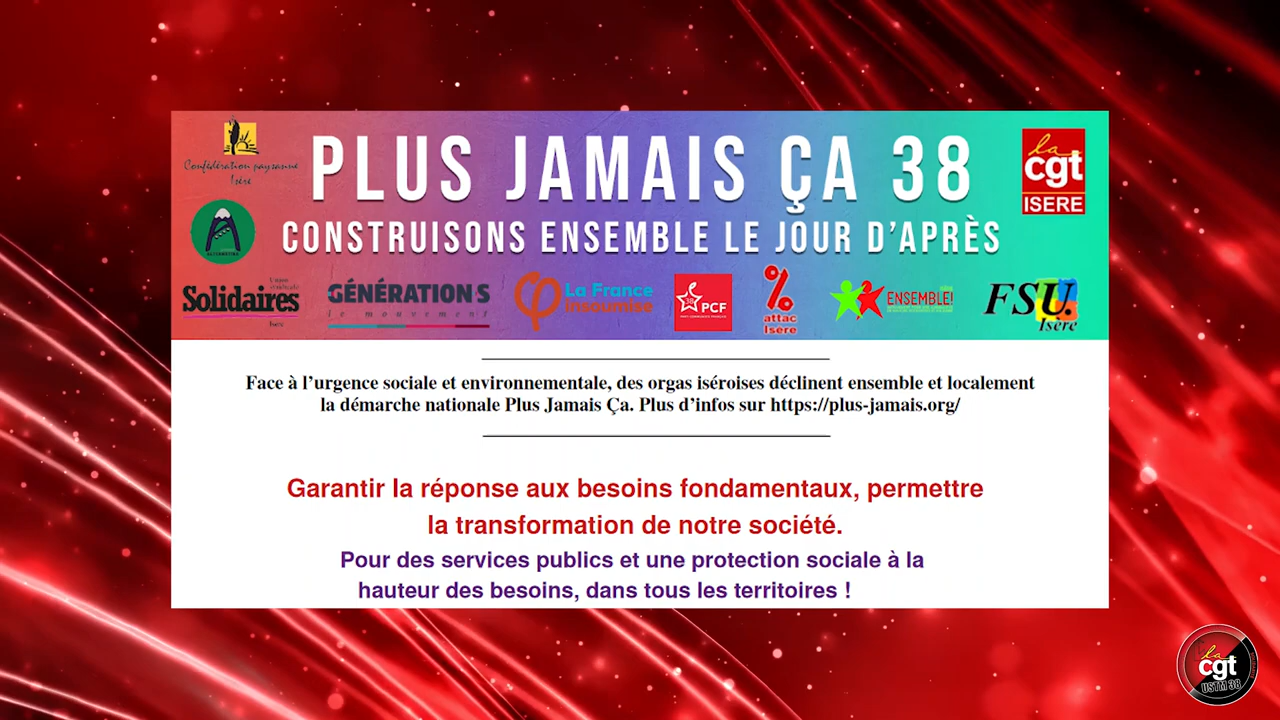 Confédération paysanne
Isère
PLUS JAMAIS ÇA 38
la
cgt
ISERE
CONSTRUISONS ENSEMBLE LE JOUR D'APRÈS
ALTERNATIBA
Solidaires
Isère
GÉNÉRATION·S
le mouvement
La France
insoumise
38
PCF
attac
Isère
ENSEMBLE!
FSU.
Isère
Face à l'urgence sociale et environnementale, des orgas iséroises déclinent ensemble et localement
la démarche nationale Plus Jamais Ça. Plus d'infos sur https://plus-jamais.org/
Garantir la réponse aux besoins fondamentaux, permettre
la transformation de notre société.
Pour des services publics et une protection sociale à la
hauteur des besoins, dans tous les territoires !
la
cgt
USTM 38